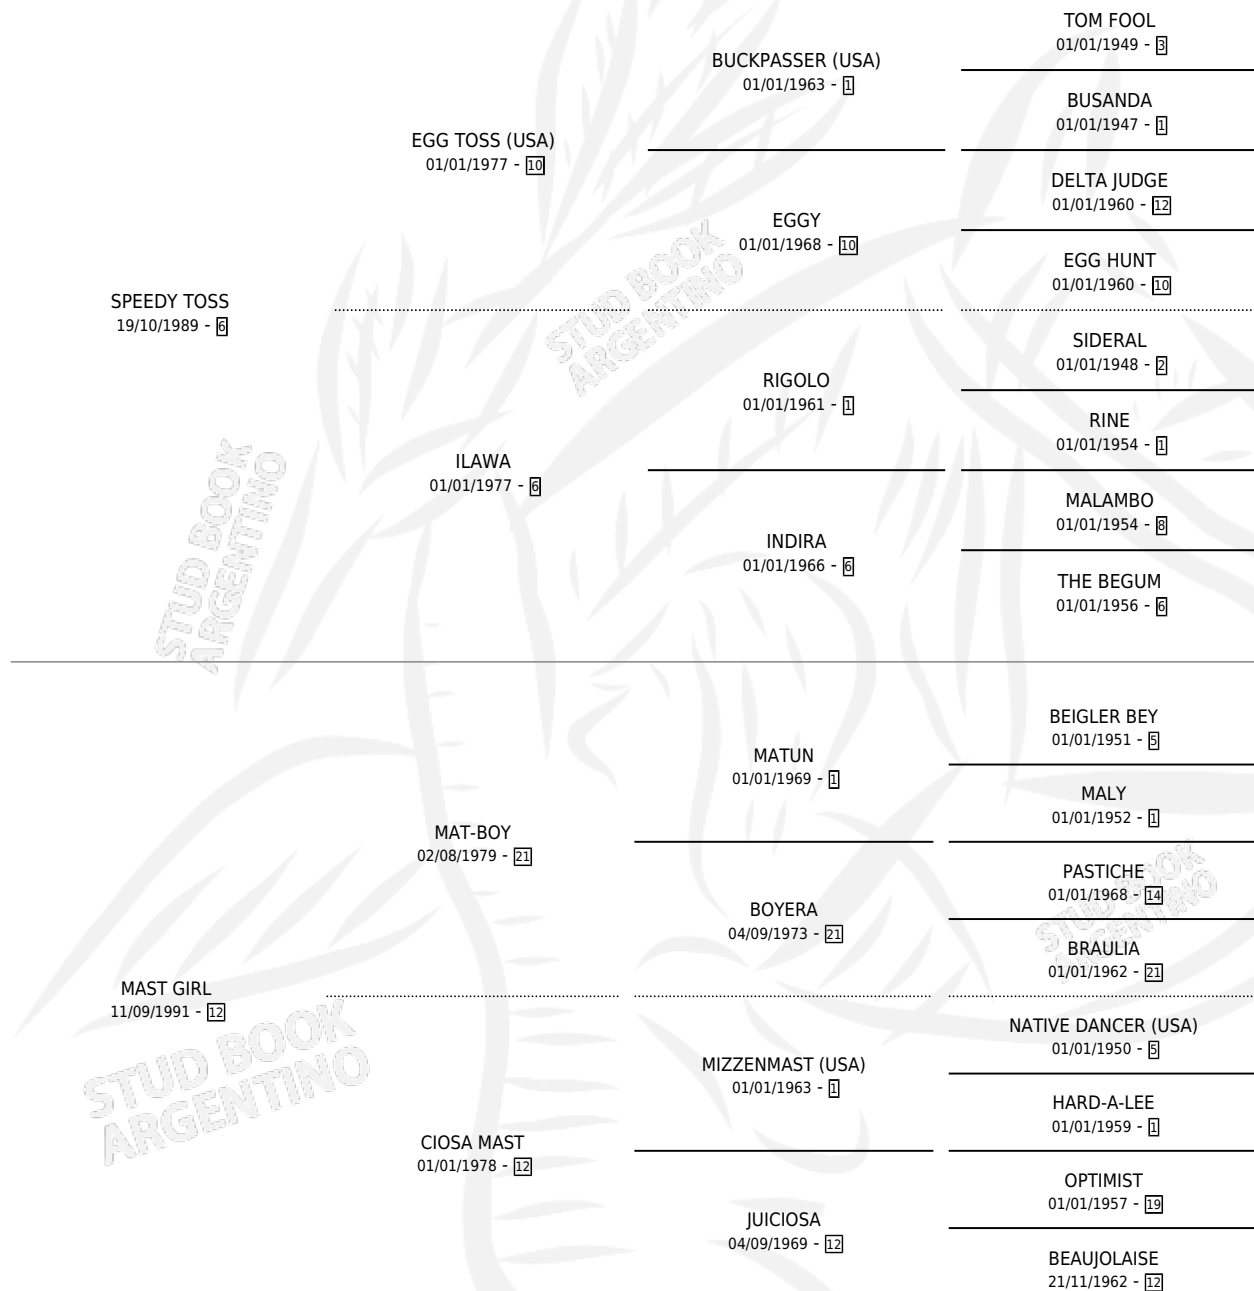 TOM FOOL
01/01/1949 - 3
BUCKPASSER (USA)
01/01/1963 - 1
BUSANDA
01/01/1947 - 1
EGG TOSS (USA)
01/01/1977 - 10
DELTA JUDGE
01/01/1960 - 12
EGGY
01/01/1968 - 10
EGG HUNT
01/01/1960 - 10
SPEEDY TOSS
19/10/1989 - 6
SIDERAL
01/01/1948 - 2
RIGOLO
01/01/1961 - 1
RINE
01/01/1954 - 1
ILAWA
01/01/1977 - 6
MALAMBO
01/01/1954 - 8
INDIRA
01/01/1966 - 6
THE BEGUM
01/01/1956 - 6
BEIGLER BEY
01/01/1951 - 5
MATUN
01/01/1969 - 1
MALY
01/01/1952 - 1
MAT-BOY
02/08/1979 - 21
PASTICHE
01/01/1968 - 14
BOYERA
04/09/1973 - 21
BRAULIA
01/01/1962 - 21
MAST GIRL
11/09/1991 - 12
NATIVE DANCER (USA)
01/01/1950 - 5
MIZZENMAST (USA)
01/01/1963 - 1
HARD-A-LEE
01/01/1959 - 1
CIOSA MAST
01/01/1978 - 12
OPTIMIST
01/01/1957 - 19
JUICIOSA
04/09/1969 - 12
BEAUJOLAISE
21/11/1962 - 12
STUD BOOK
ARGENTINO
STUD BOOK
ARGENTINO
STUD BOOK
ARGENTINO
STUD BOOK
ARGENTINO